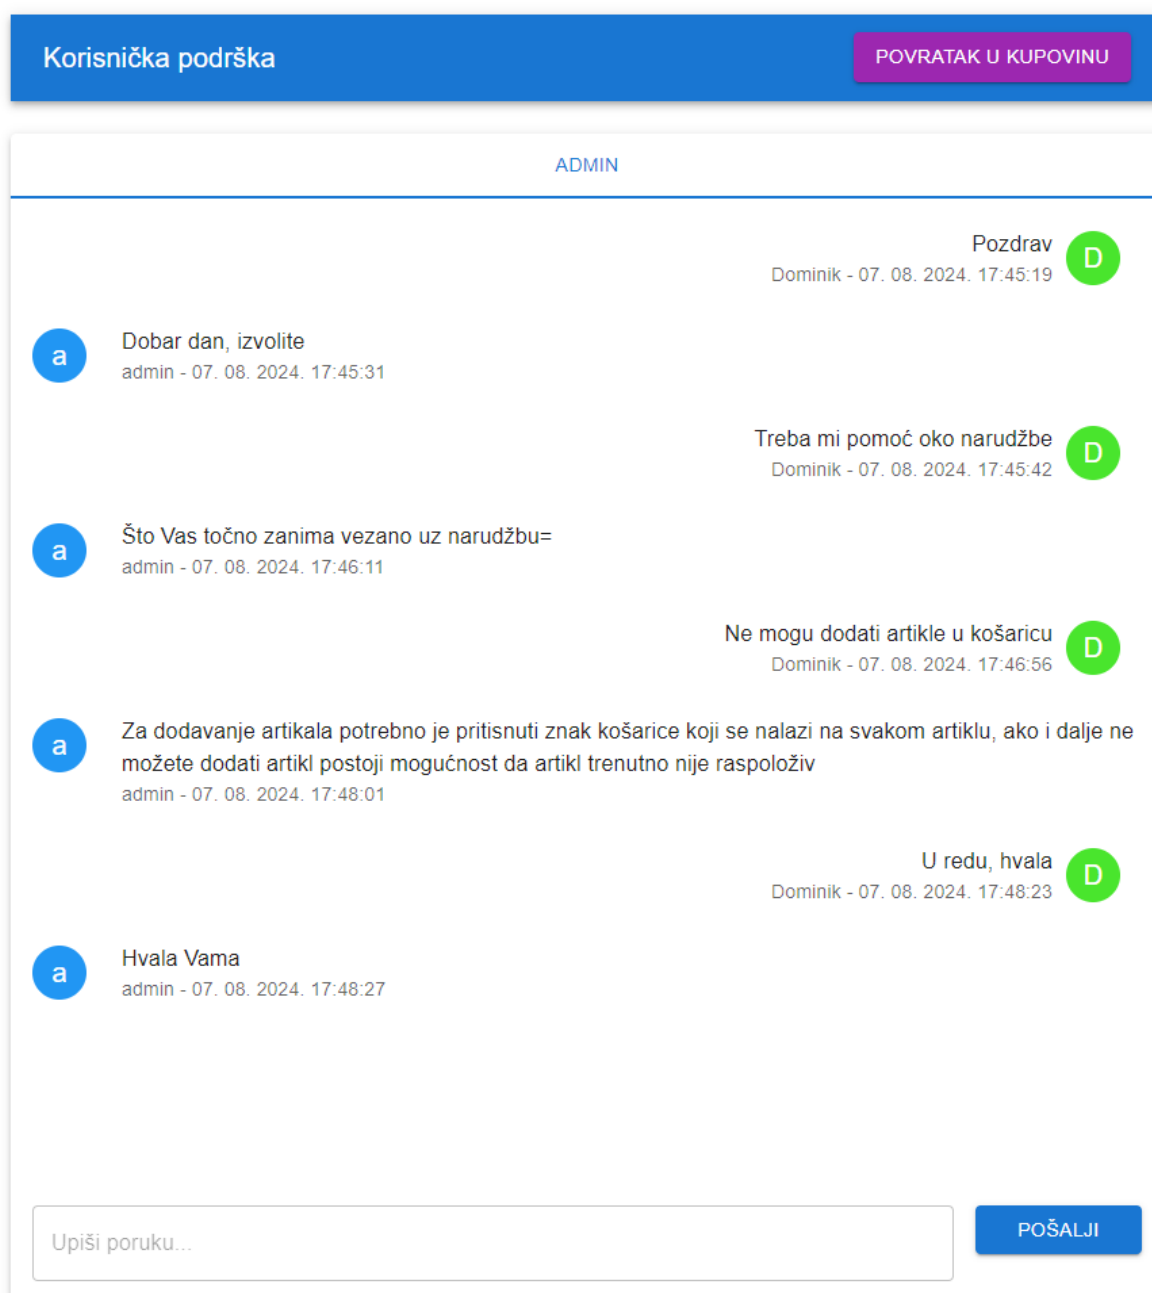 Korisnička podrška
POVRATAK U KUPOVINU
ADMIN
Pozdrav
Dominik - 07. 08. 2024. 17:45:19
D
a
Dobar dan, izvolite
admin - 07. 08. 2024. 17:45:31
Treba mi pomoć oko narudžbe
Dominik - 07. 08. 2024. 17:45:42
D
a
Što Vas točno zanima vezano uz narudžbu=
admin - 07. 08. 2024. 17:46:11
Ne mogu dodati artikle u košaricu
Dominik - 07. 08. 2024. 17:46:56
D
a
Za dodavanje artikala potrebno je pritisnuti znak košarice koji se nalazi na svakom artiklu, ako i dalje ne
možete dodati artikl postoji mogućnost da artikl trenutno nije raspoloživ
admin - 07. 08. 2024. 17:48:01
U redu, hvala
Dominik - 07. 08. 2024. 17:48:23
D
a
Hvala Vama
admin - 07. 08. 2024. 17:48:27
Upiši poruku...
POŠALJI